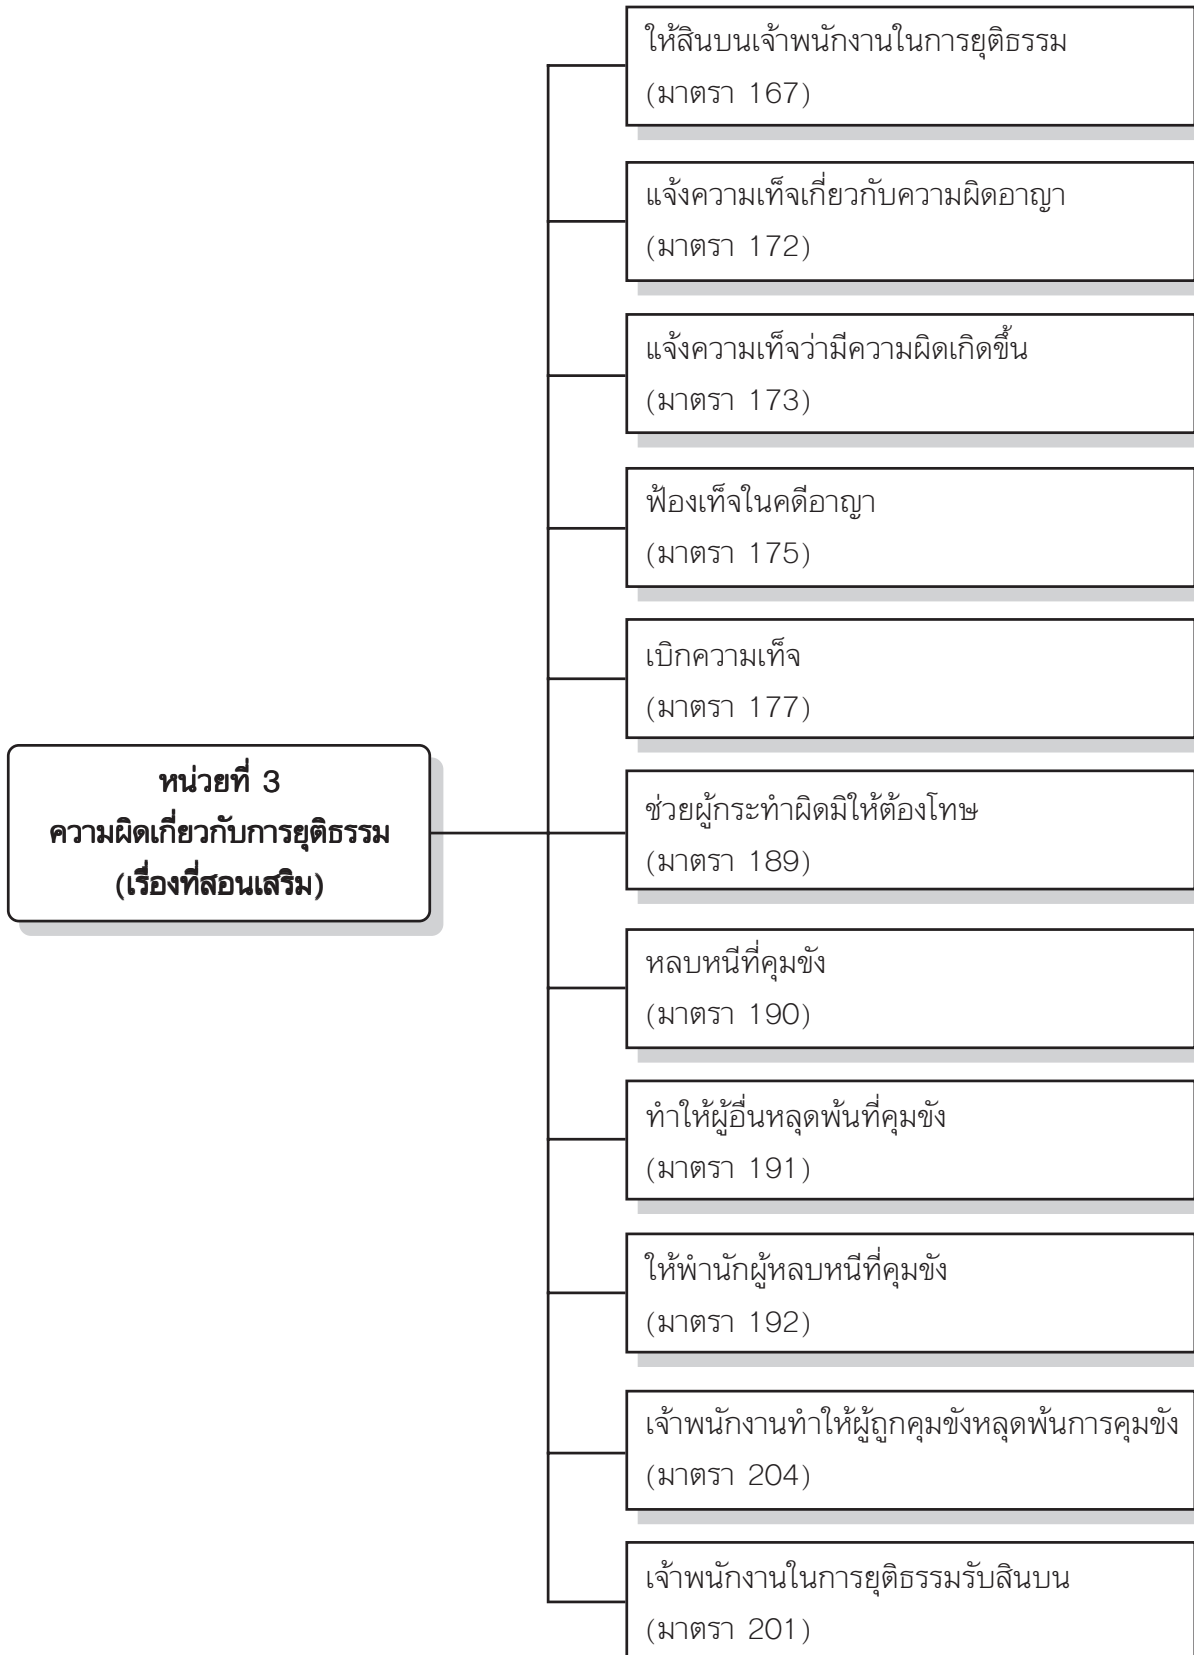 ให้สินบนเจ้าพนักงานในการยุติธรรม
(มาตรา 167)
แจ้งความเท็จเกี่ยวกับความผิดอาญา
(มาตรา 172)
แจ้งความเท็จว่ามีความผิดเกิดขึ้น
(มาตรา 173)
ฟ้องเท็จในคดีอาญา
(มาตรา 175)
เบิกความเท็จ
(มาตรา 177)
หน่วยที่ 3
ความผิดเกี่ยวกับการยุติธรรม
(เรื่องที่สอนเสริม)
ช่วยผู้กระทำผิดมิให้ต้องโทษ
(มาตรา 189)
หลบหนีที่คุมขัง
(มาตรา 190)
ทำให้ผู้อื่นหลุดพ้นที่คุมขัง
(มาตรา 191)
ให้พำนักผู้หลบหนีที่คุมขัง
(มาตรา 192)
เจ้าพนักงานทำให้ผู้ถูกคุมขังหลุดพ้นการคุมขัง
(มาตรา 204)
เจ้าพนักงานในการยุติธรรมรับสินบน
(มาตรา 201)